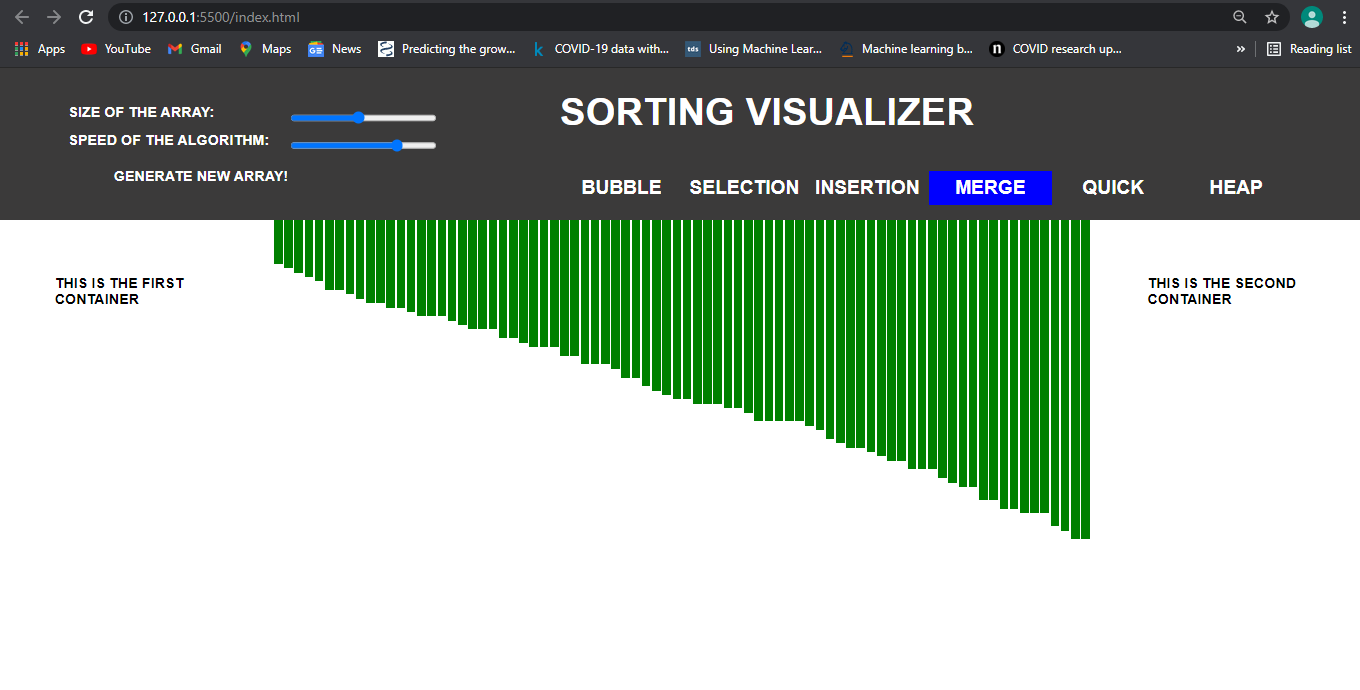 127.0.0.1:5500/index.html
Apps YouTube Gmail Maps News Predicting the grow... COVID-19 data with... Using Machine Lear... Machine learning b... COVID research up... » Reading list
SIZE OF THE ARRAY:
SPEED OF THE ALGORITHM:
GENERATE NEW ARRAY!
SORTING VISUALIZER
BUBBLE SELECTION INSERTION MERGE QUICK HEAP
THIS IS THE FIRST
CONTAINER
THIS IS THE SECOND
CONTAINER